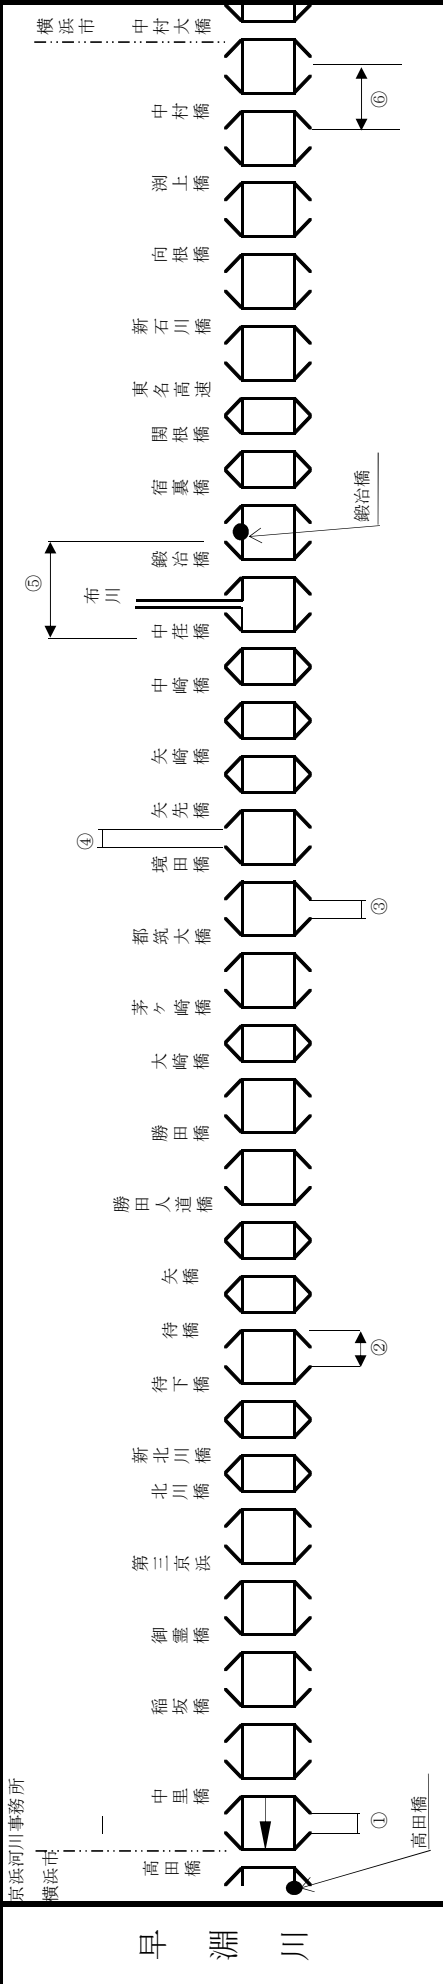 横浜市
中村大橋
中村橋
⑥
渕上橋
向根橋
新石川橋
東名高速
関根橋
宿裏橋
鍛冶橋
鍛冶橋
⑤
布川
中荏橋
中崎橋
矢崎橋
矢先橋
④
境田橋
③
都筑大橋
茅ヶ崎橋
大崎橋
勝田橋
勝田人道橋
矢橋
待橋
②
待下橋
新北川橋
北川橋
第三京浜
御霊橋
稲坂橋
中里橋
①
高田橋
高田橋
京浜河川事務所
横浜市
早淵川